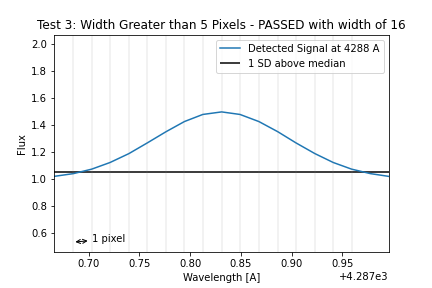 Test 3: Width Greater than 5 Pixels - PASSED with width of 16
Detected Signal at 4288 A
1 SD above median
Flux
2.0
1.8
1.6
1.4
1.2
1.0
0.8
0.6
1 pixel
0.70 0.75 0.80 0.85 0.90 0.95
Wavelength [A]
+4.287e3